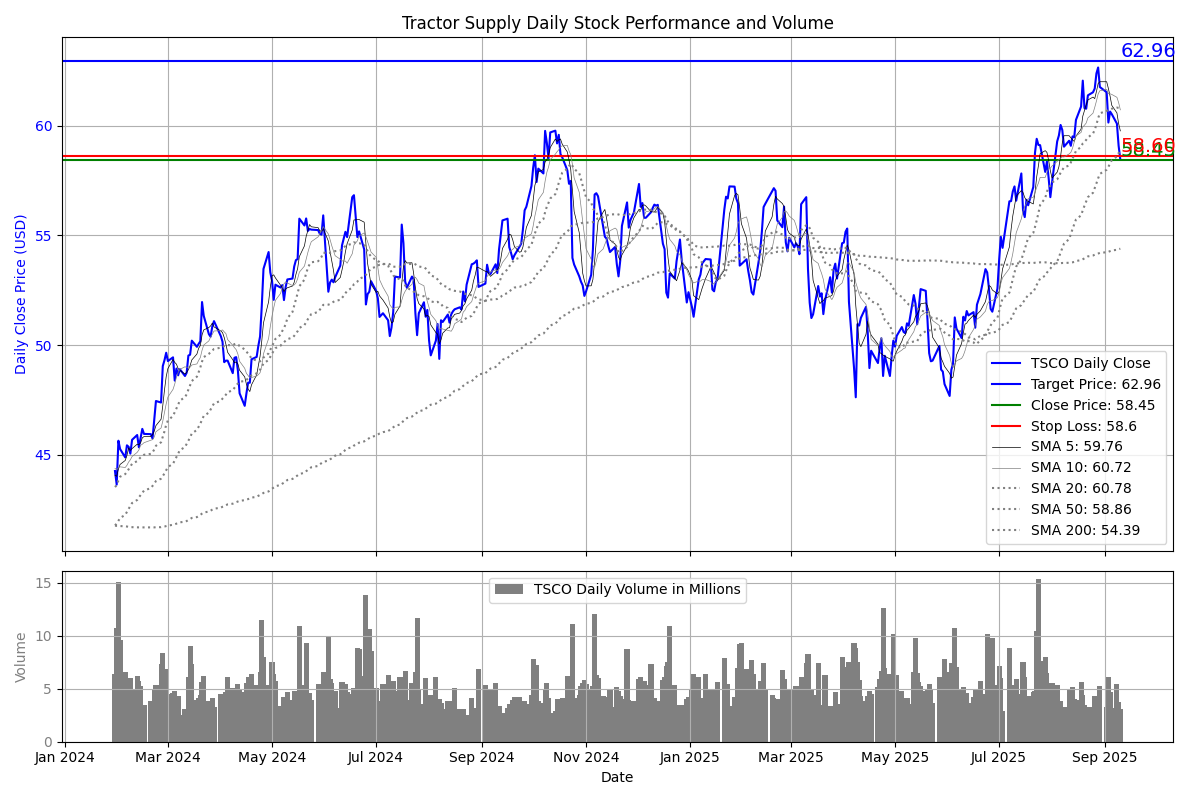 Tractor Supply Daily Stock Performance and Volume
62.96
58.60
58.45
60
55
50
45
Daily Close Price (USD)
TSCO Daily Close
Target Price: 62.96
Close Price: 58.45
Stop Loss: 58.6
SMA 5: 59.76
SMA 10: 60.72
SMA 20: 60.78
SMA 50: 58.86
SMA 200: 54.39
15
10
5
0
Volume
TSCO Daily Volume in Millions
Jan 2024 Mar 2024 May 2024 Jul 2024 Sep 2024 Nov 2024 Jan 2025 Mar 2025 May 2025 Jul 2025 Sep 2025
Date